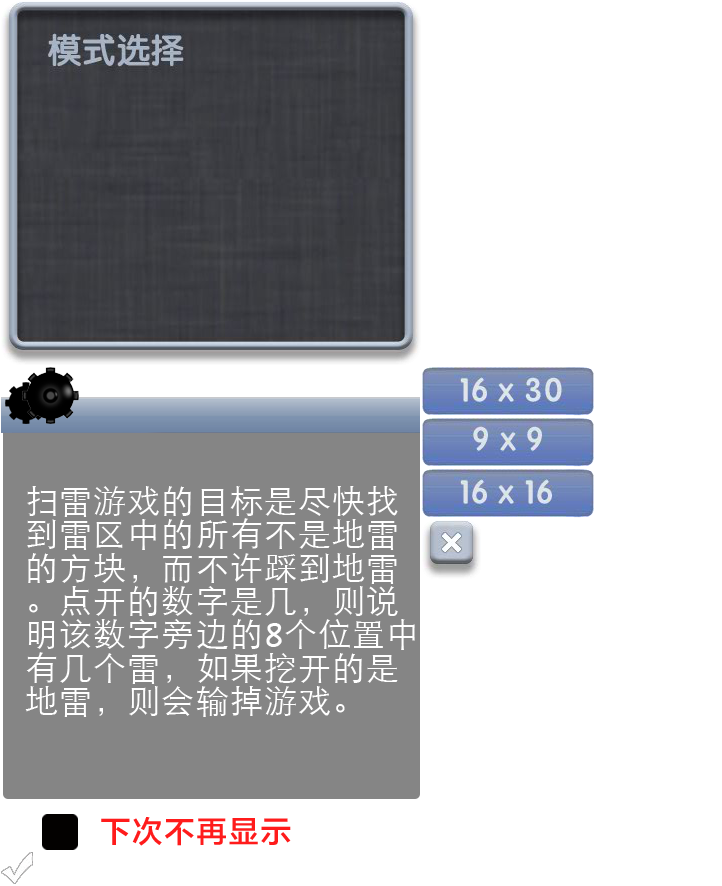 模式选择
16 x 30
9 x 9
16 x 16
扫雷游戏的目标是尽快找
到雷区中的所有不是地雷
的方块，而不许踩到地雷
。点开的数字是几，则说
明该数字旁边的8个位置中
有几个雷，如果挖开的是
地雷，则会输掉游戏。
下次不再显示